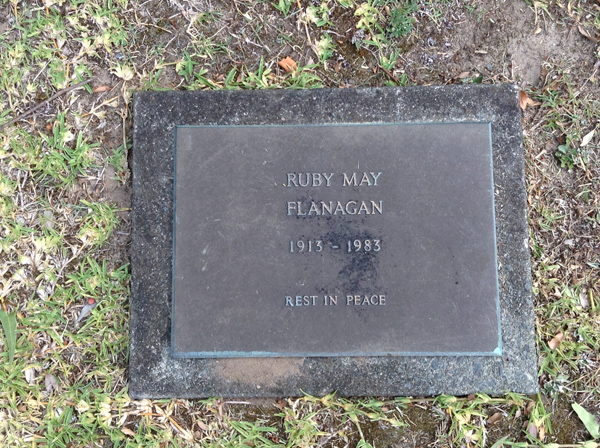 RUBY MAY
FLANAGAN
1913 - 1983
REST IN PEACE